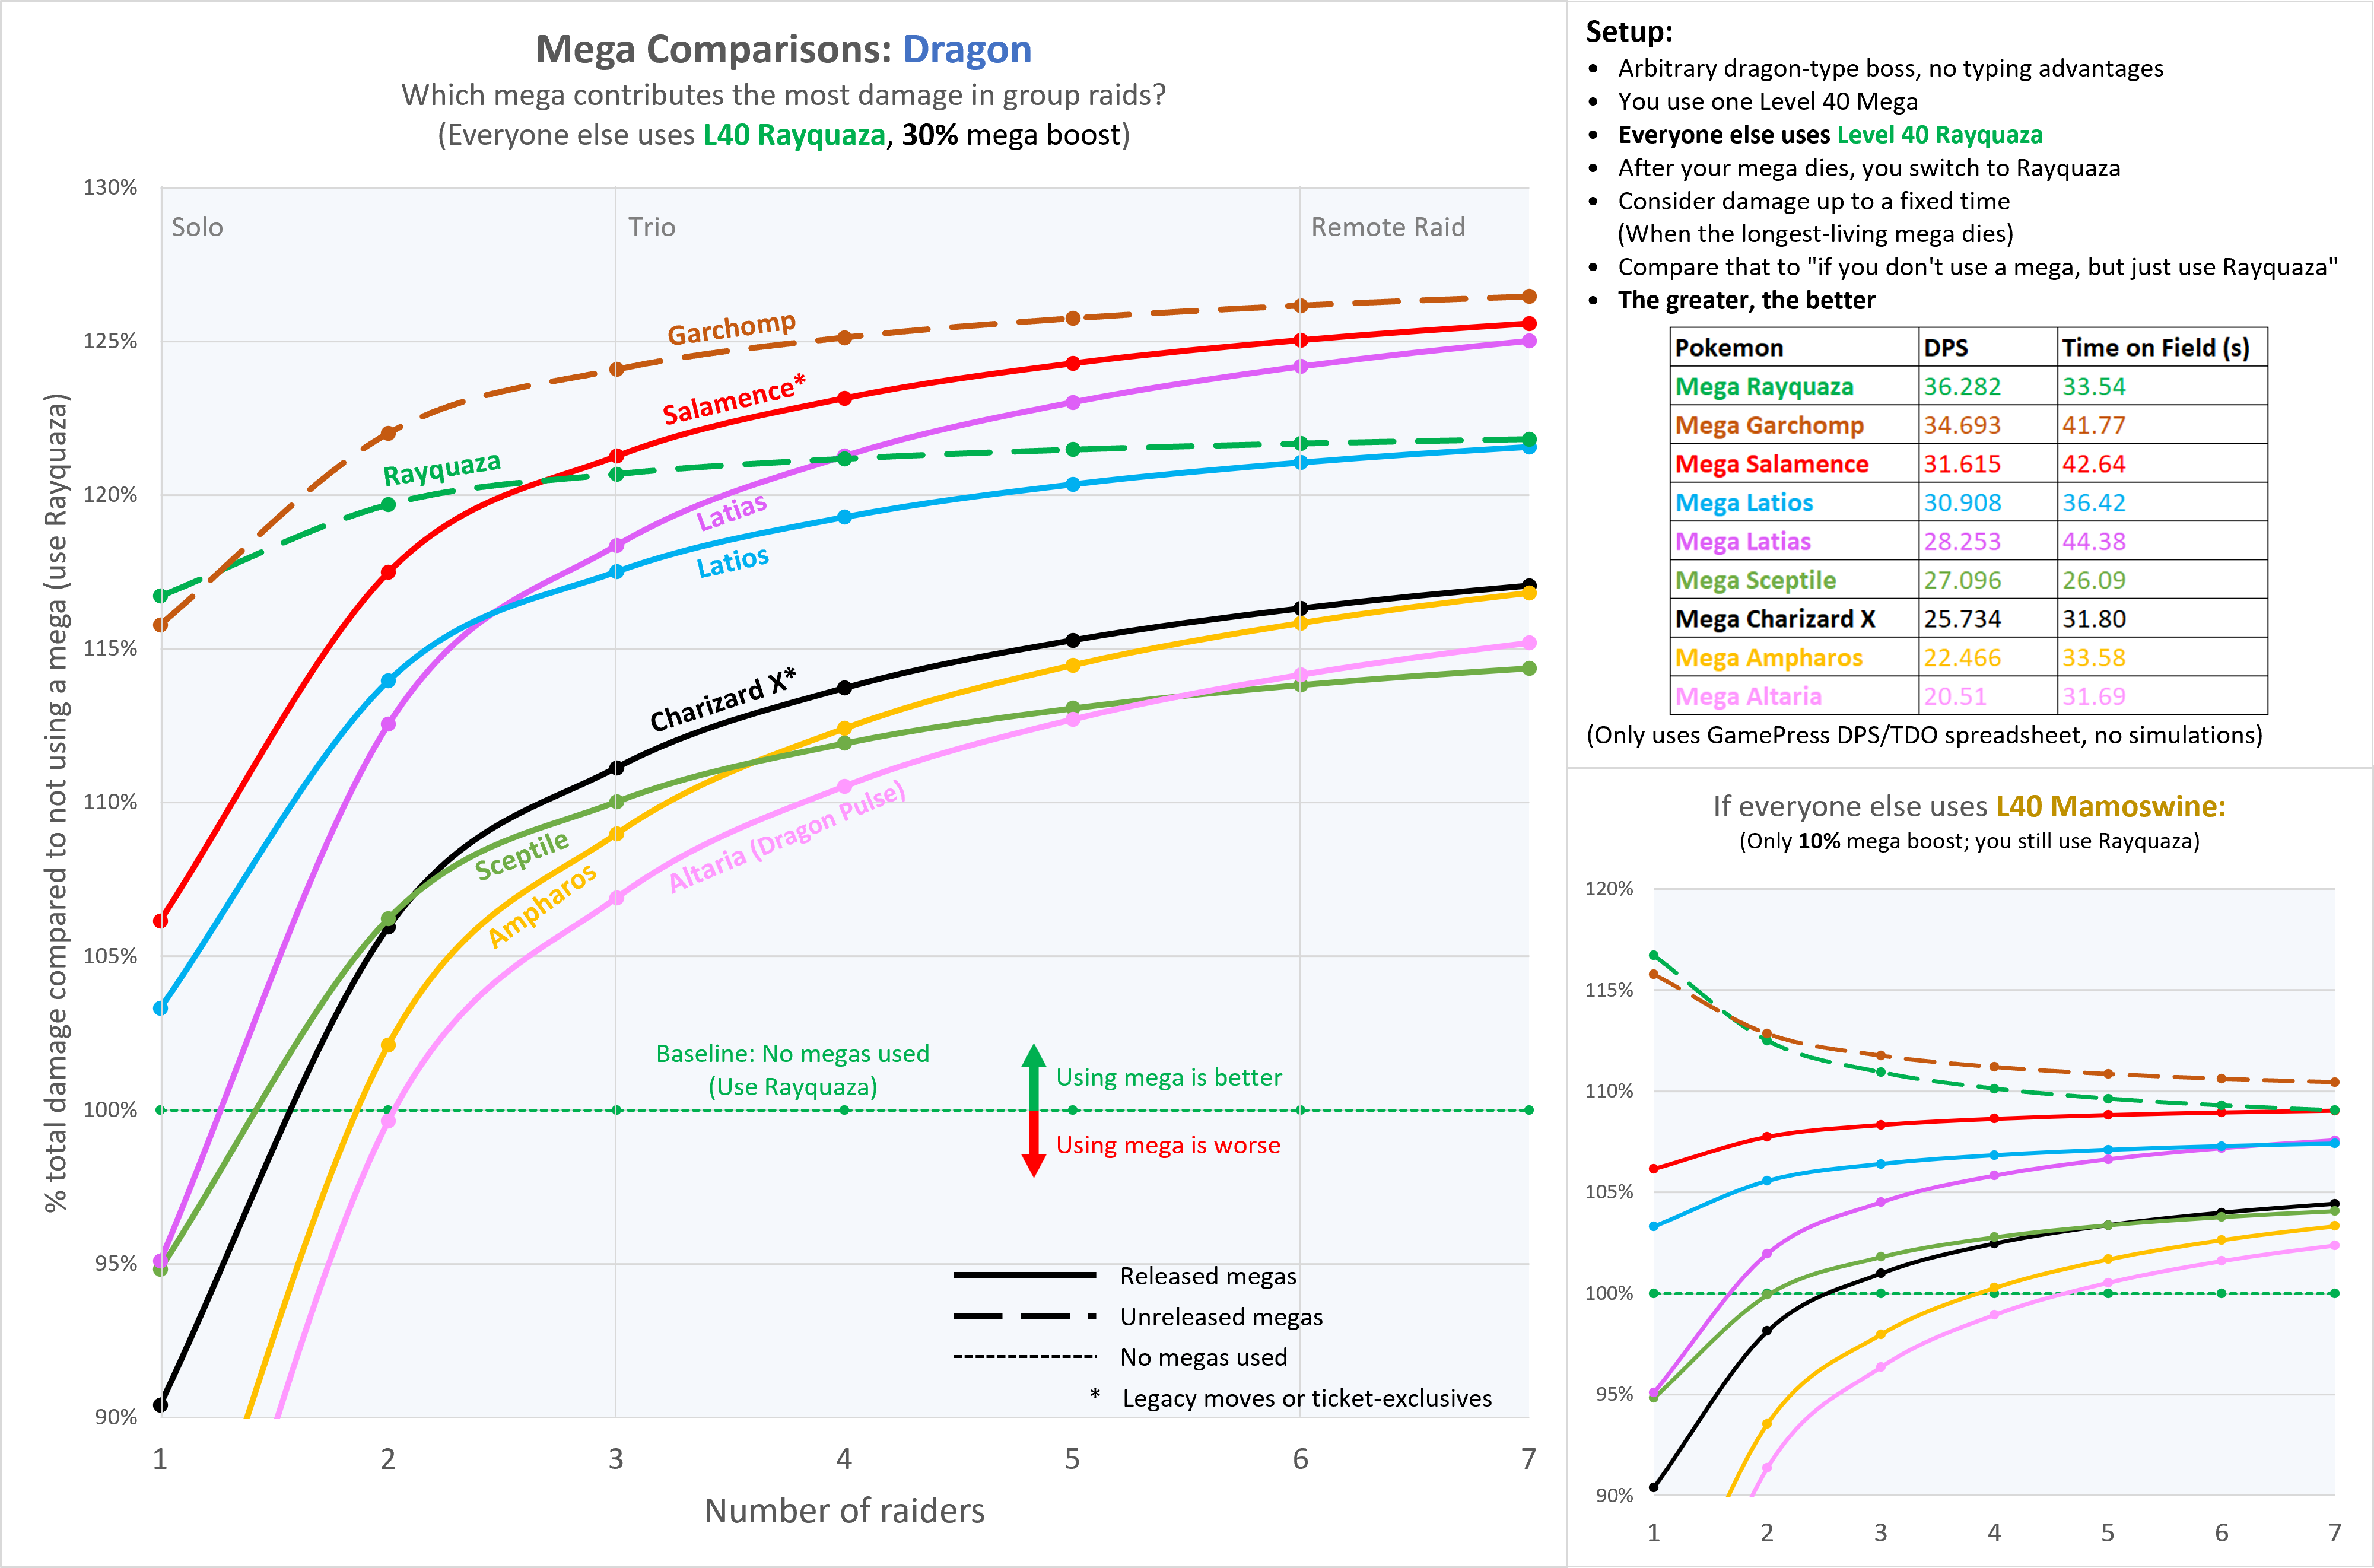 Mega Comparisons: Dragon
Which mega contributes the most damage in group raids?
(Everyone else uses L40 Rayquaza, 30% mega boost)
% total damage compared to not using a mega (use Rayquaza)
130%
125%
120%
115%
110%
105%
100%
95%
90%
Solo
Trio
Remote Raid
Garchomp
Salamence*
Rayquaza
Latias
Latios
Charizard X*
Sceptile
Ampharos
Altaria (Dragon Pulse)
Baseline: No megas used
(Use Rayquaza)
Using mega is better
Using mega is worse
Released megas
Unreleased megas
No megas used
* Legacy moves or ticket-exclusives
1 2 3 4 5 6 7
Number of raiders
Setup:
• Arbitrary dragon-type boss, no typing advantages
• You use one Level 40 Mega
• Everyone else uses Level 40 Rayquaza
• After your mega dies, you switch to Rayquaza
• Consider damage up to a fixed time
(When the longest-living mega dies)
• Compare that to "if you don't use a mega, but just use Rayquaza"
• The greater, the better
Pokemon DPS Time on Field (s)
Mega Rayquaza 36.282 33.54
Mega Garchomp 34.693 41.77
Mega Salamence 31.615 42.64
Mega Latios 30.908 36.42
Mega Latias 28.253 44.38
Mega Sceptile 27.096 26.09
Mega Charizard X 25.734 31.80
Mega Ampharos 22.466 33.58
Mega Altaria 20.51 31.69
(Only uses GamePress DPS/TDO spreadsheet, no simulations)
If everyone else uses L40 Mamoswine:
(Only 10% mega boost; you still use Rayquaza)
120%
115%
110%
105%
100%
95%
90%
1 2 3 4 5 6 7